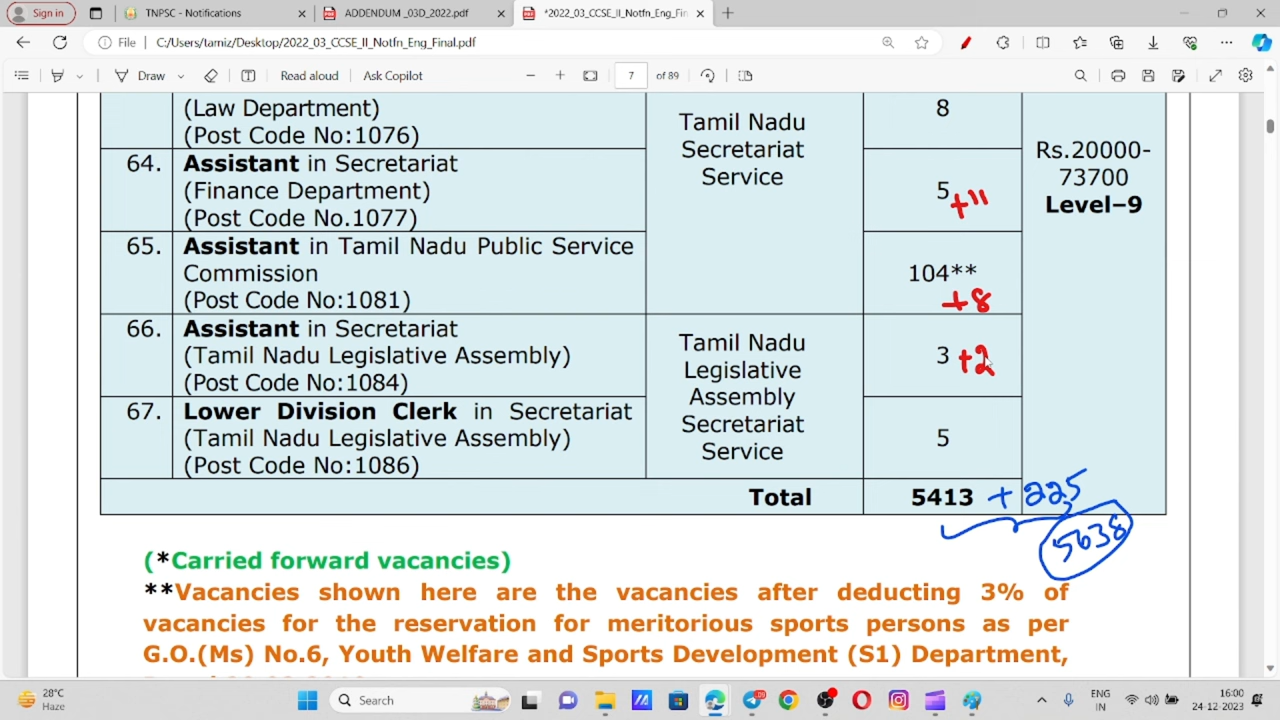 Sign in
TNPSC - Notifications
ADDENDUM _03D_2022.pdf
*2022_03_CCSE_II_Notfn_Eng_Fin
File
C:/Users/tamiz/Desktop/2022_03_CCSE_II_Notfn_Eng_Final.pdf
Draw
Read aloud
Ask Copilot
7
of 89
(Law Department)
(Post Code No:1076)
8
Tamil Nadu
Secretariat
Service
Rs.20000-
73700
Level–9
64.
Assistant in Secretariat
(Finance Department)
(Post Code No.1077)
5
+11
65.
Assistant in Tamil Nadu Public Service
Commission
(Post Code No:1081)
104**
+8
66.
Assistant in Secretariat
(Tamil Nadu Legislative Assembly)
(Post Code No:1084)
Tamil Nadu
Legislative
Assembly
Secretariat
Service
3
+2
67.
Lower Division Clerk in Secretariat
(Tamil Nadu Legislative Assembly)
(Post Code No:1086)
5
Total
5413
+ 225
5638
(*Carried forward vacancies)
**Vacancies shown here are the vacancies after deducting 3% of
vacancies for the reservation for meritorious sports persons as per
G.O.(Ms) No.6, Youth Welfare and Sports Development (S1) Department,
28°C
Haze
Search
ENG
IN
16:00
24-12-2023